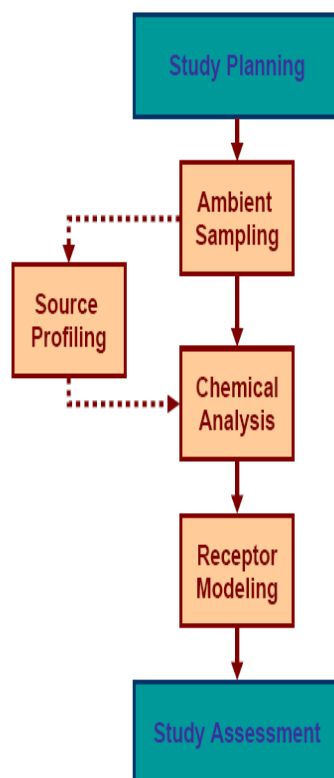 Study Planning
Ambient
Sampling
Source
Profiling
Chemical
Analysis
Receptor
Modeling
Study Assessment